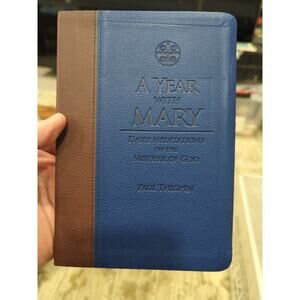 A YEAR
WITH
MARY
DAILY MEDITATIONS
ON THE
MOTHER OF GOD
PAUL THIGPEN